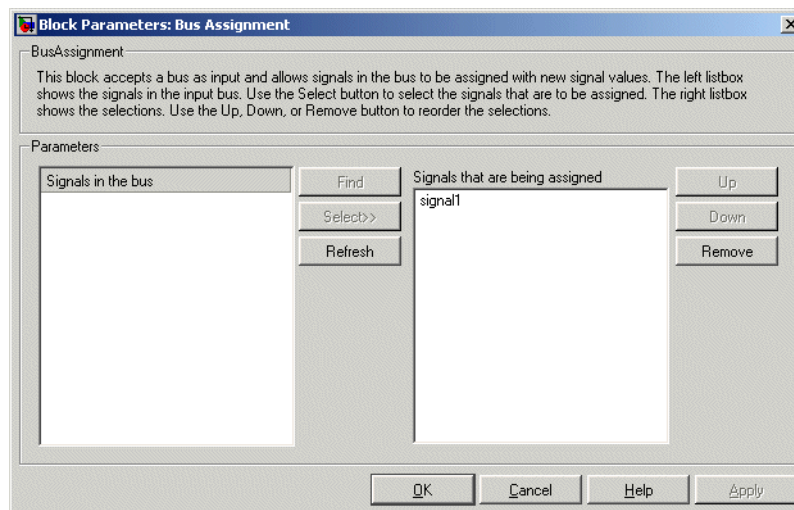 Block Parameters: Bus Assignment
BusAssignment
This block accepts a bus as input and allows signals in the bus to be assigned with new signal values. The left listbox
shows the signals in the input bus. Use the Select button to select the signals that are to be assigned. The right listbox
shows the selections. Use the Up, Down, or Remove button to reorder the selections.
Parameters
Signals in the bus
Find
Select>>
Refresh
Signals that are being assigned
signal1
Up
Down
Remove
OK
Cancel
Help
Apply